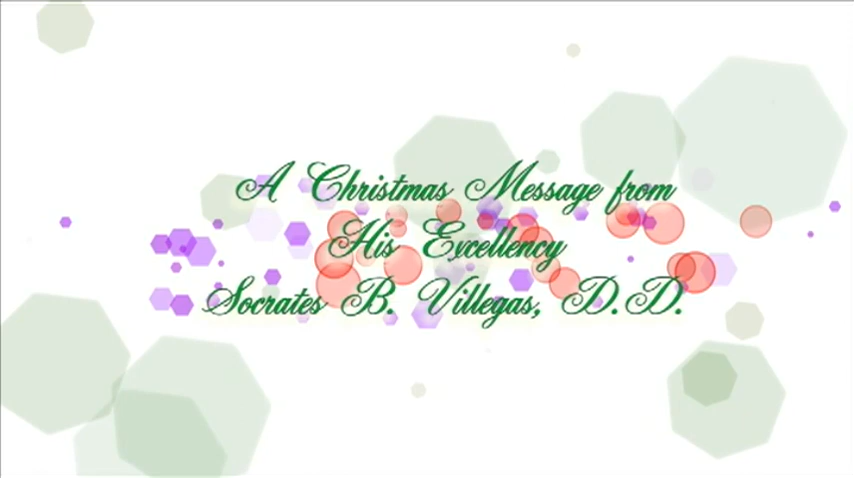 A Christmas Message from
His Excellency
Socrates B. Villegas, D.D.